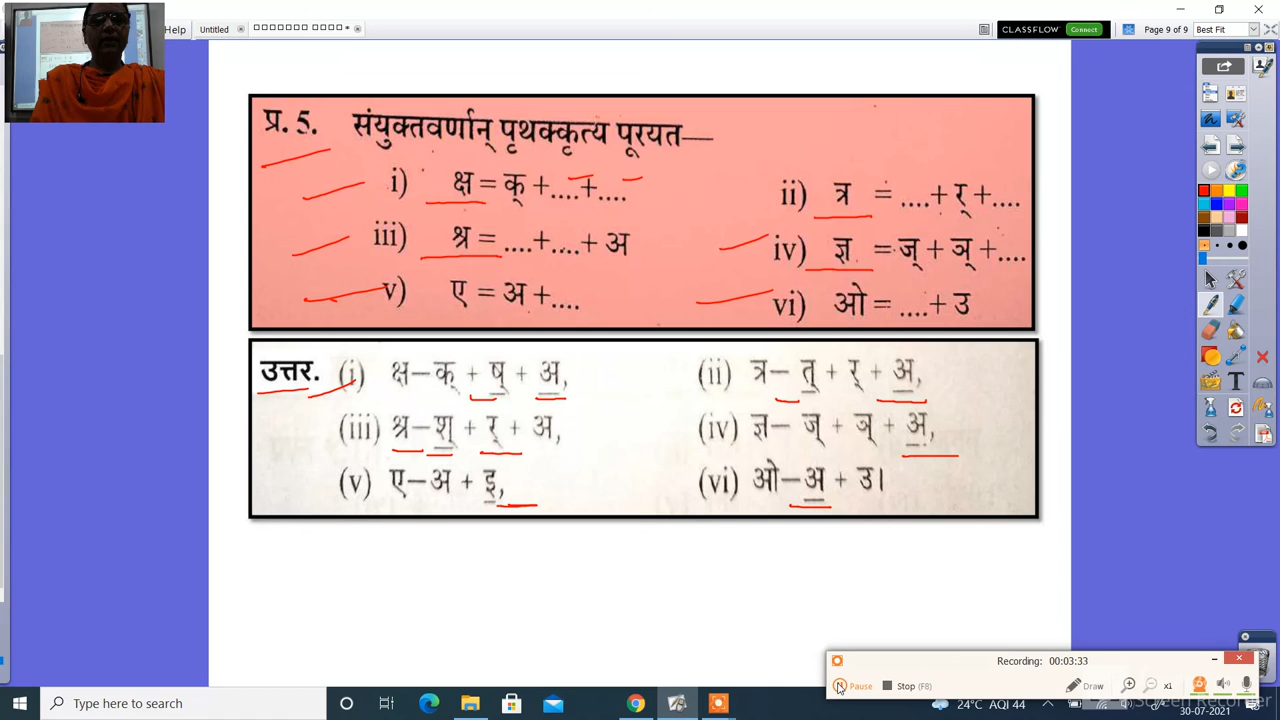 Help
Untitled
CLASSFLOW Connect
Page 9 of 9
Best Fit
प्र. 5. संयुक्तवर्णान् पृथक्कृत्य पूरयत—
i) क्ष = क् +....+.... ii) त्र = ....+ र् +....
iii) श्र = ....+....+ अ iv) ज्ञ = ज् + ञ् +....
v) ए = अ +.... vi) ओ = ....+ उ
उत्तर. (i) क्ष– क् + ष् + अ, (ii) त्र– त् + र् + अ,
(iii) श्र– श् + र् + अ, (iv) ज्ञ– ज् + ञ् + अ,
(v) ए– अ + इ, (vi) ओ– अ + उ।
Recording: 00:03:33
Pause Stop (F8) Draw x1
Type here to search
24°C AQI 44
30-07-2021